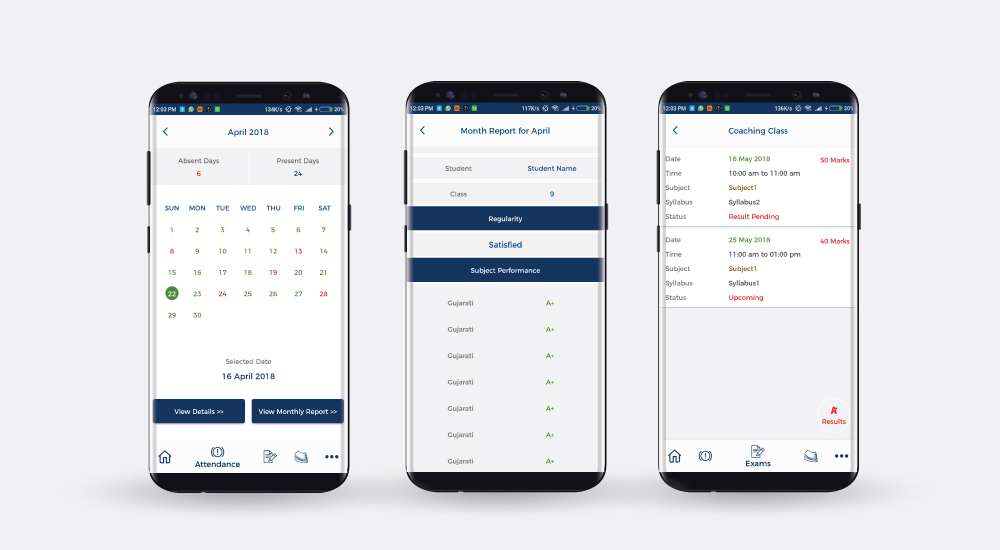 12:03 PM 134K/s 20%
April 2018
Absent Days Present Days
6 24
SUN MON TUE WED THU FRI SAT
1 2 3 4 5 6 7
8 9 10 11 12 13 14
15 16 17 18 19 20 21
22 23 24 25 26 27 28
29 30
Selected Date
16 April 2018
View Details >> View Monthly Report >>
Attendance
12:03 PM 117K/s 20%
Month Report for April
Student Student Name
Class 9
Regularity
Satisfied
Subject Performance
Gujarati A+
Gujarati A+
Gujarati A+
Gujarati A+
Gujarati A+
Gujarati A+
Gujarati A+
12:03 PM 136K/s 20%
Coaching Class
Date 16 May 2018 50 Marks
Time 10:00 am to 11:00 am
Subject Subject1
Syllabus Syllabus2
Status Result Pending
Date 25 May 2018 40 Marks
Time 11:00 am to 01:00 pm
Subject Subject1
Syllabus Syllabus1
Status Upcoming
Results
Exams